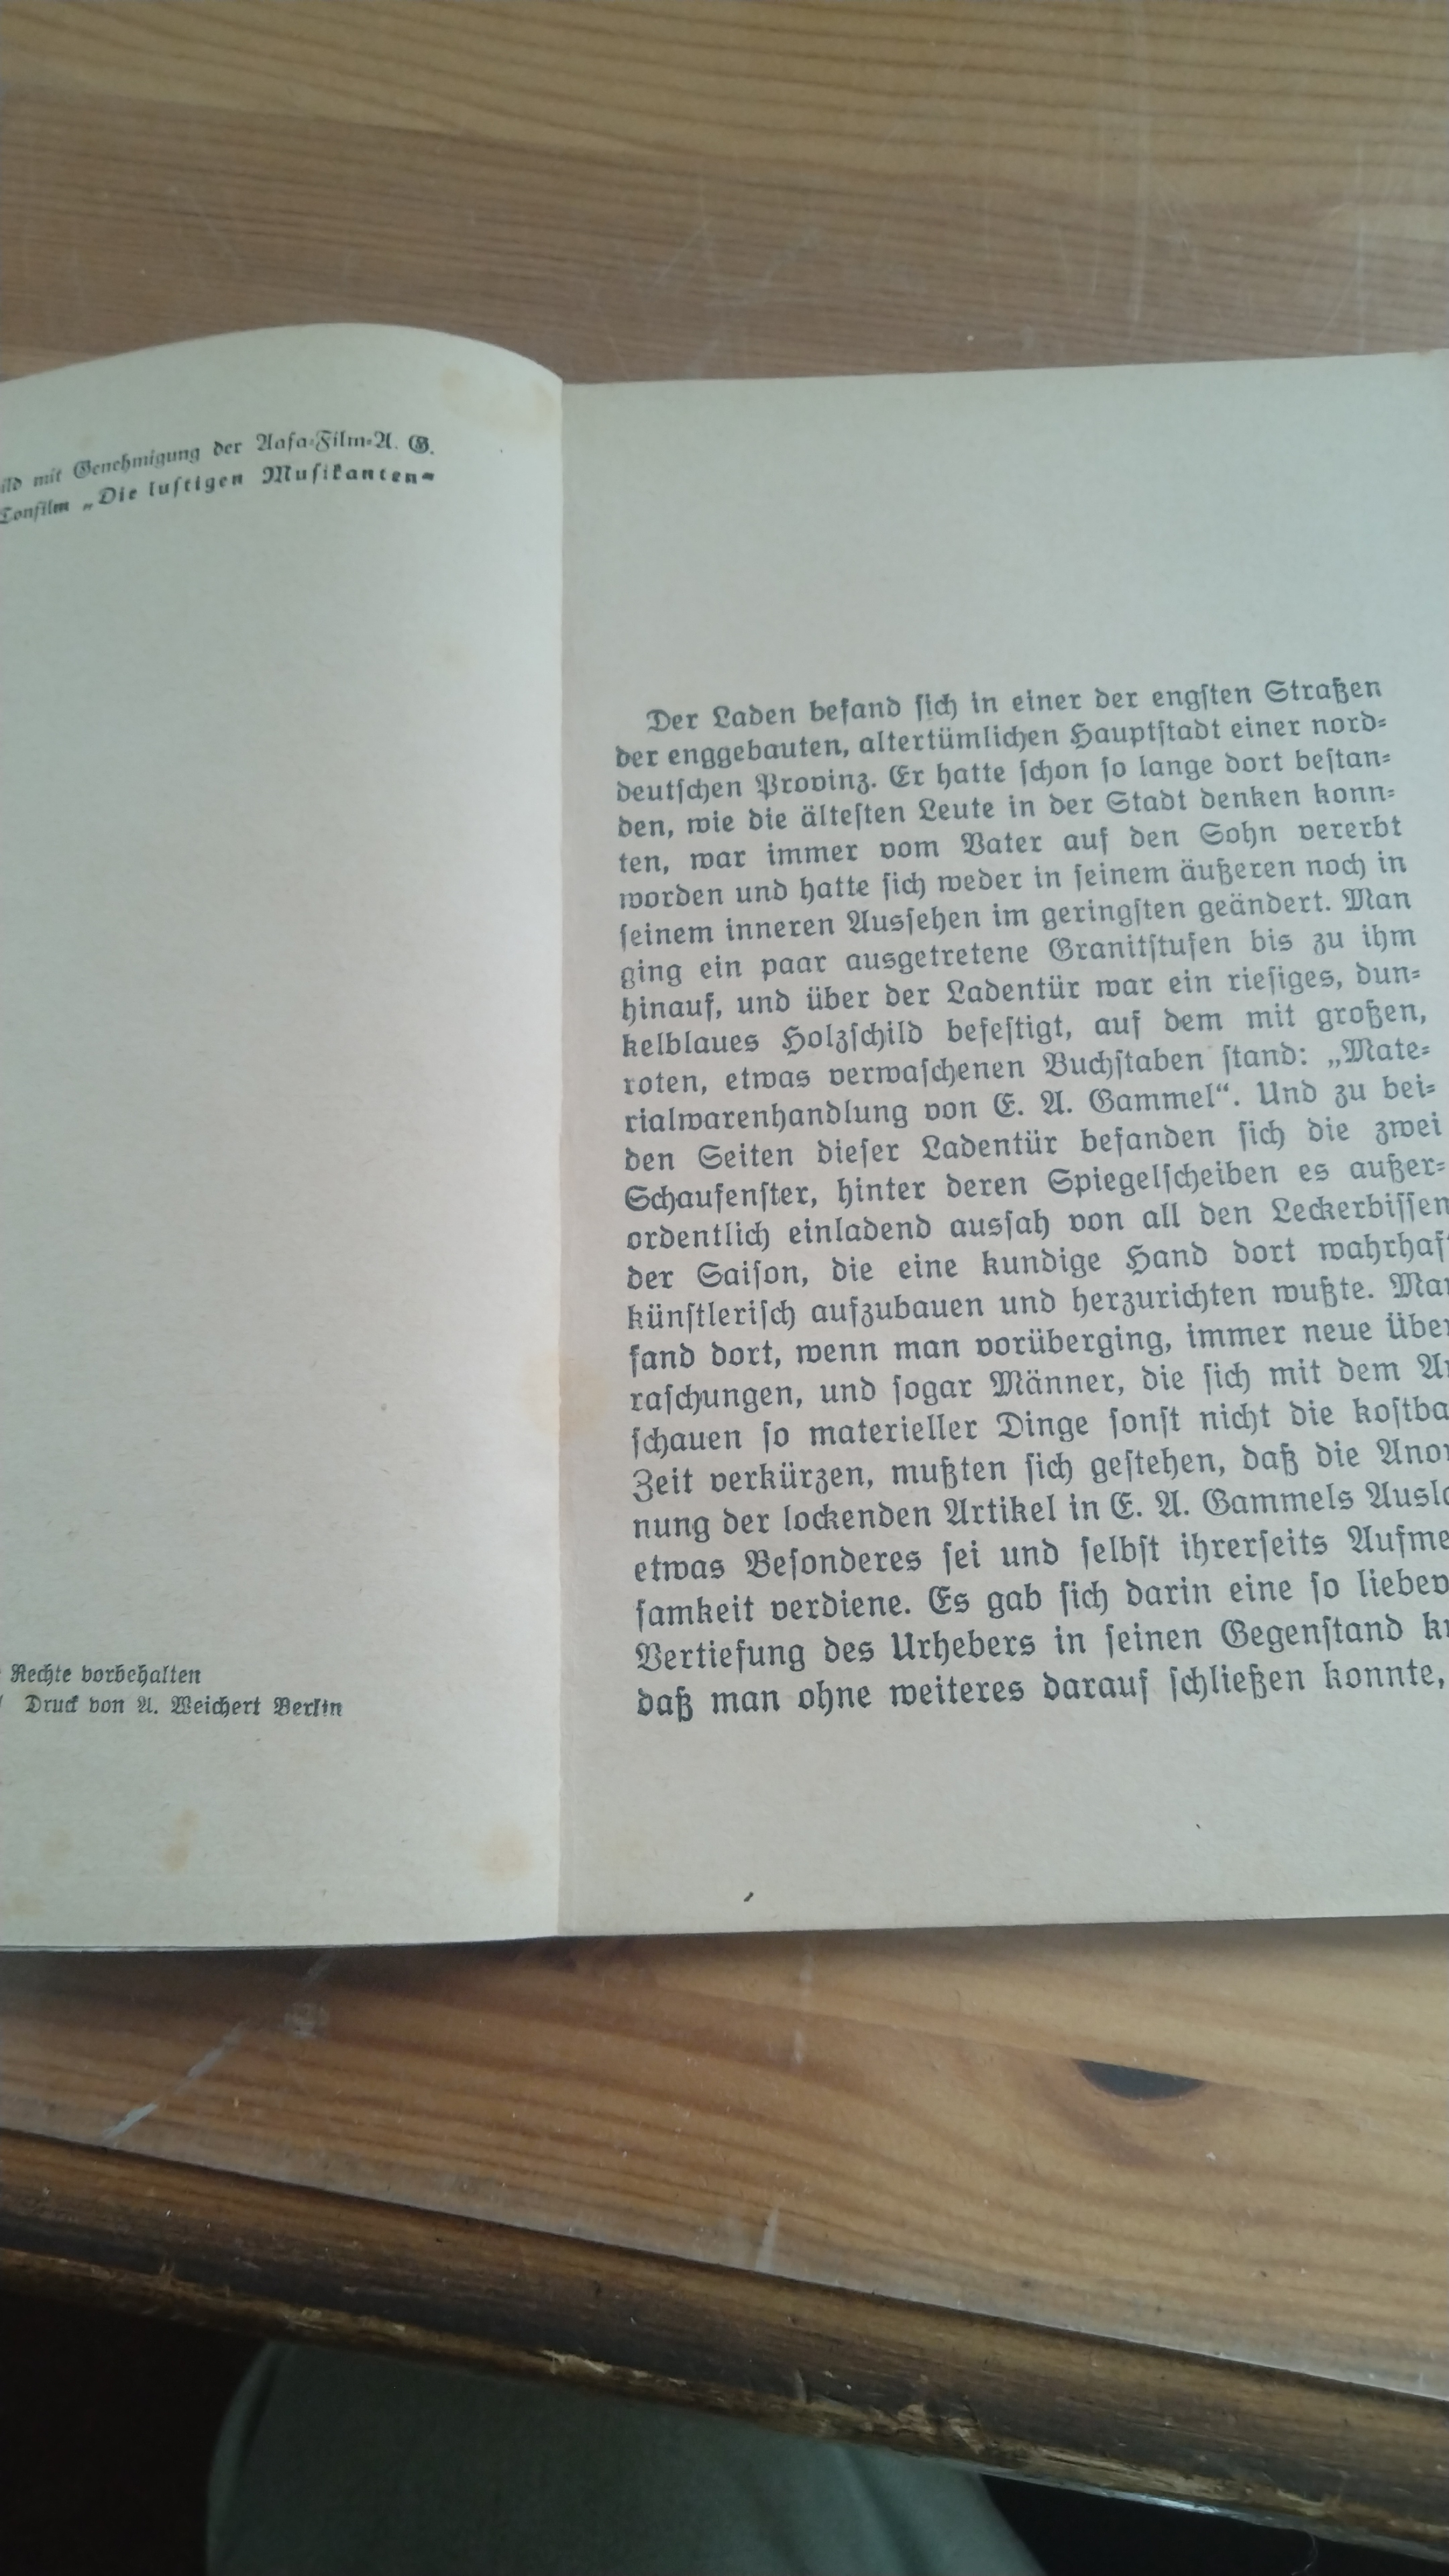 mit Genehmigung der Aafa-Film-A. G.
Tonfilm „Die lustigen Musikanten"
Rechte vorbehalten
Druck von A. Weichert Berlin
Der Laden befand sich in einer der engsten Straßen
der enggebauten, altertümlichen Hauptstadt einer nord-
deutschen Provinz. Er hatte schon so lange dort bestan-
den, wie die ältesten Leute in der Stadt denken konn-
ten, war immer vom Vater auf den Sohn vererbt
worden und hatte sich weder in seinem äußeren noch in
seinem inneren Aussehen im geringsten geändert. Man
ging ein paar ausgetretene Granitstufen bis zu ihm
hinauf, und über der Ladentür war ein riesiges, dun-
kelblaues Holzschild befestigt, auf dem mit großen,
roten, etwas verwaschenen Buchstaben stand: „Mate-
rialwarenhandlung von E. A. Gammel“. Und zu bei-
den Seiten dieser Ladentür befanden sich die zwei
Schaufenster, hinter deren Spiegelscheiben es außer-
ordentlich einladend aussah von all den Leckerbissen
der Saison, die eine kundige Hand dort
künstlerisch aufzubauen und herzurichten wußte.
fand dort, wenn man vorüberging, immer neue
raschungen, und sogar Männer, die sich mit dem
schauen so materieller Dinge sonst nicht die
Zeit verkürzen, mußten sich gestehen, daß die
nung der lockenden Artikel in E. A. Gammels
etwas Besonderes sei und selbst ihrerseits
samkeit verdiene. Es gab sich darin eine so
Vertiefung des Urhebers in seinen Gegenstand
daß man ohne weiteres darauf schließen konnte,